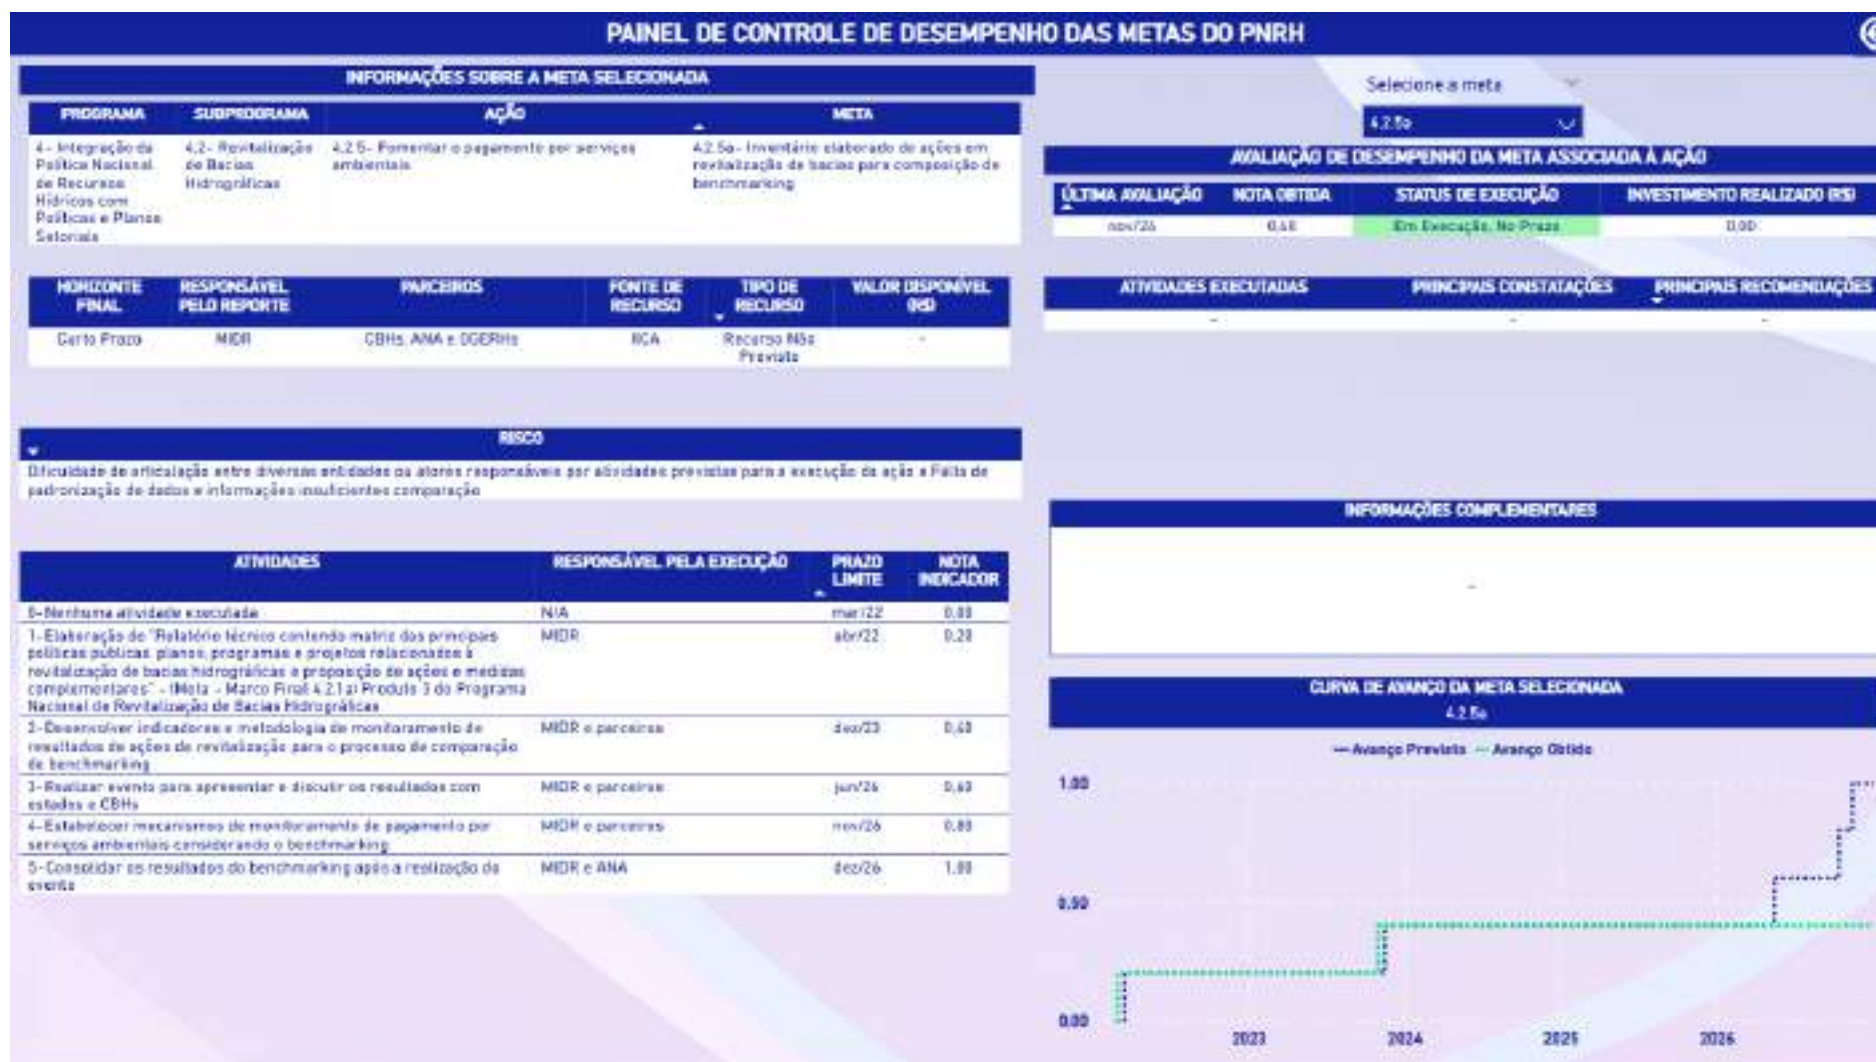 PAINEL DE CONTROLE DE DESEMPENHO DAS METAS DO PNRH
INFORMAÇÕES SOBRE A META SELECIONADA
PROGRAMA SUBPROGRAMA AÇÃO META
4- Integração da Política Nacional de Recursos Hídricos com Políticas e Planos Setoriais
4.2- Revitalização de Bacias Hidrográficas
4.2.5- Fomentar o pagamento por serviços ambientais
4.2.5a- Inventário elaborado de ações em revitalização de bacias para composição de benchmarking
HORIZONTE FINAL RESPONSÁVEL PELO REPORTE PARCEIROS FONTE DE RECURSO TIPO DE RECURSO VALOR DISPONÍVEL (R$)
Curto Prazo MIDR CBHs, ANA e OGERHs IICA Recurso Não Previsto -
RISCO
Dificuldade de articulação entre diversas entidades ou atores responsáveis por atividades previstas para a execução da ação e Falta de
padronização de dados e informações insuficientes comparação
ATIVIDADES RESPONSÁVEL PELA EXECUÇÃO PRAZO LIMITE NOTA INDICADOR
0-Nenhuma atividade executada N/A mar/22 0,00
1-Elaboração do "Relatório técnico contendo matriz das principais MIDR abr/22 0,20
políticas públicas, planos, programas e projetos relacionados à
revitalização de bacias hidrográficas e proposição de ações e medidas
complementares" - (Meta - Marco Final 4.2.1a) Produto 3 do Programa
Nacional de Revitalização de Bacias Hidrográficas
2-Desenvolver indicadores e metodologia de monitoramento de MIDR e parceiros dez/23 0,40
resultados de ações de revitalização para o processo de comparação
de benchmarking
3-Realizar evento para apresentar e discutir os resultados com MIDR e parceiros jun/26 0,60
estados e CBHs
4-Estabelecer mecanismos de monitoramento de pagamento por MIDR e parceiros nov/26 0,80
serviços ambientais considerando o benchmarking
5-Consolidar os resultados do benchmarking após a realização do MIDR e ANA dez/26 1,00
evento
Selecione a meta
4.2.5a
AVALIAÇÃO DE DESEMPENHO DA META ASSOCIADA À AÇÃO
ÚLTIMA AVALIAÇÃO NOTA OBTIDA STATUS DE EXECUÇÃO INVESTIMENTO REALIZADO (R$)
nov/24 0,40 Em Execução, No Prazo 0,00
ATIVIDADES EXECUTADAS PRINCIPAIS CONSTATAÇÕES PRINCIPAIS RECOMENDAÇÕES
- - -
INFORMAÇÕES COMPLEMENTARES
-
CURVA DE AVANÇO DA META SELECIONADA
4.2.5a
Avanço Previsto Avanço Obtido
1.00
0.50
0.00
2023 2024 2025 2026